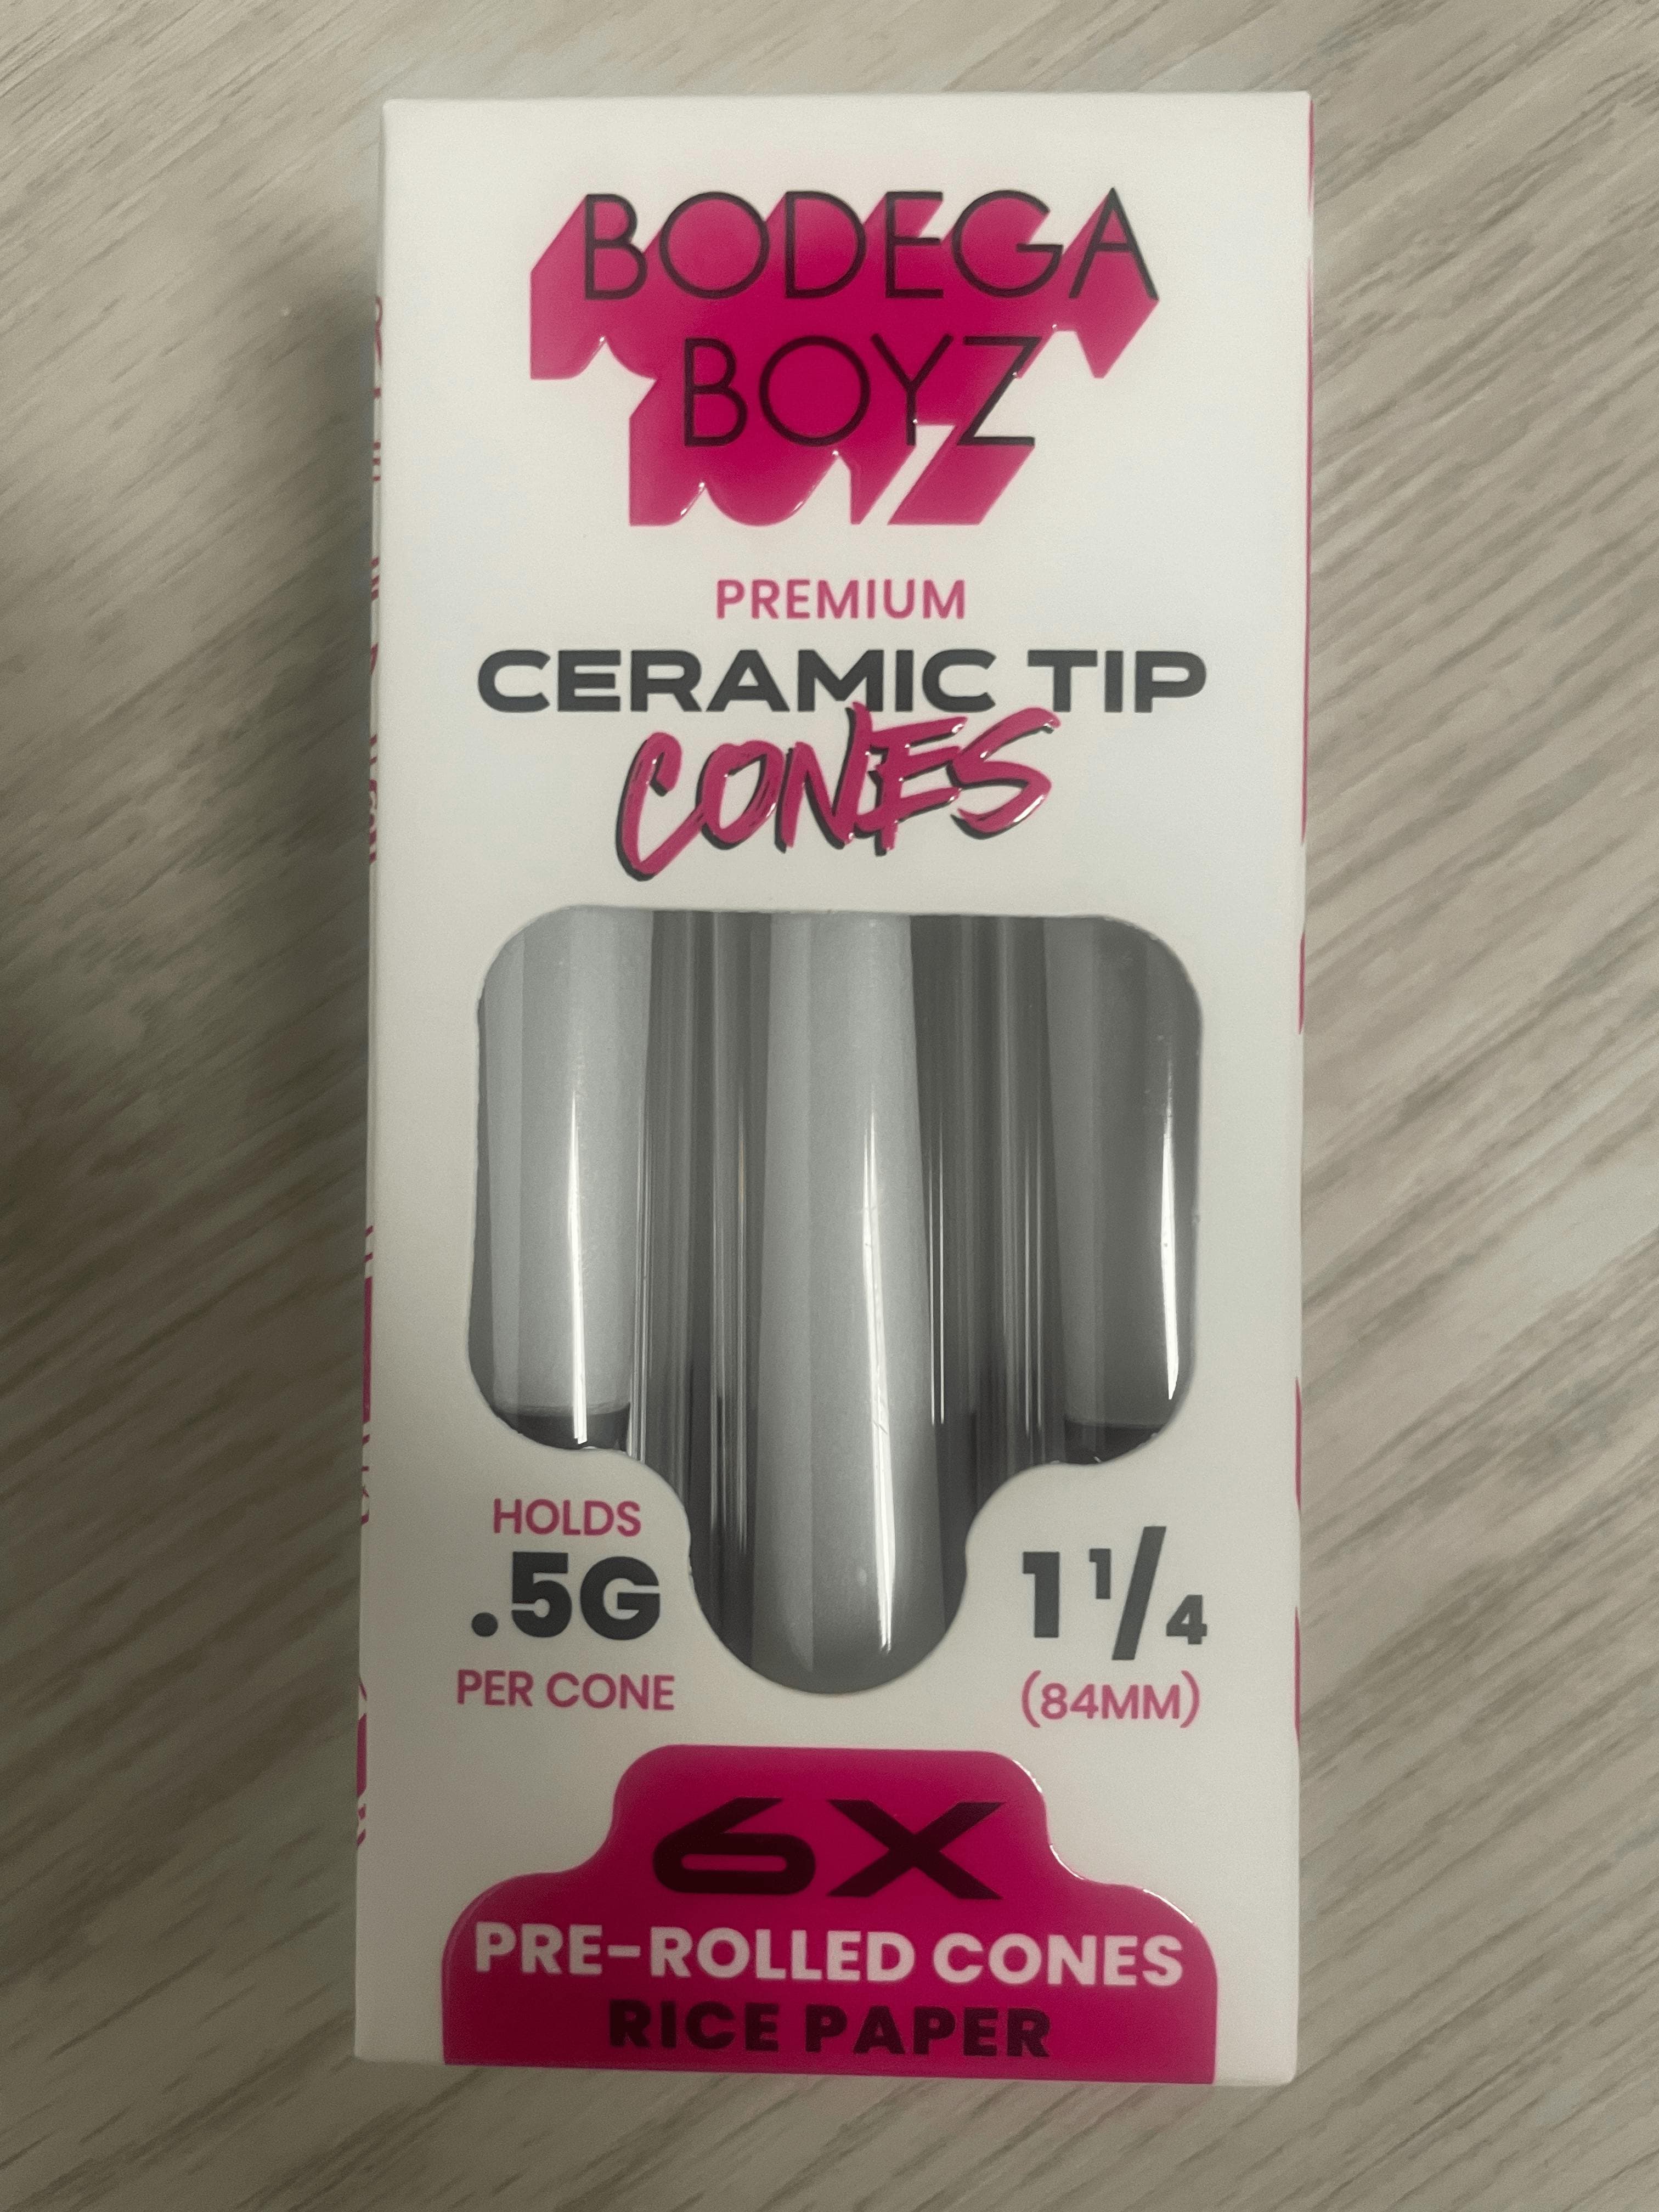 BODEGA
BOYZ
PREMIUM
CERAMIC TIP
CONES
HOLDS
.5G
PER CONE
1 1/4
(84MM)
6X
PRE-ROLLED CONES
RICE PAPER